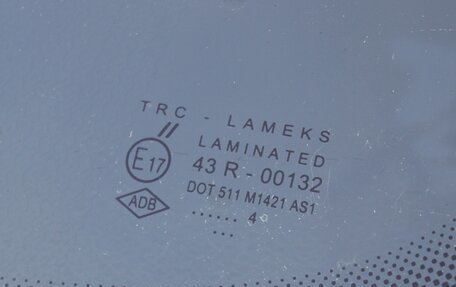 TRC - LAMEKS
//
LAMINATED
E17
43 R - 00132
DOT 511 M1421 AS1
ADB
....... 4
...